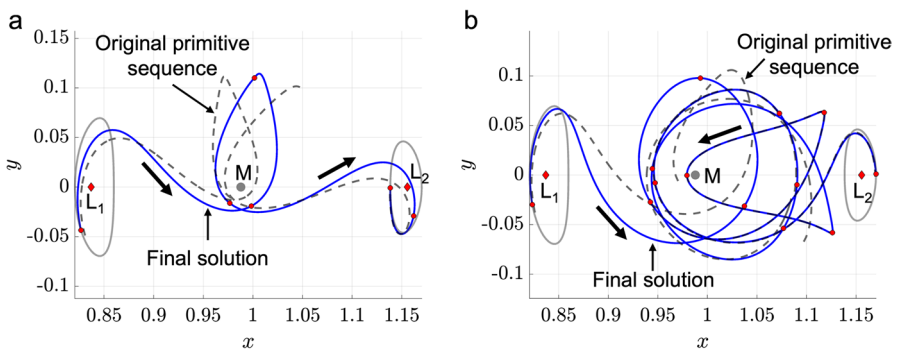 a
Original primitive
sequence
0.15
0.1
0.05
0
-0.05
-0.1
y
L1
M
L2
Final solution
0.85
0.9
0.95
1
1.05
1.1
1.15
x
b
Original primitive
sequence
0.1
0.05
0
-0.05
-0.1
y
L1
M
L2
Final solution
0.85
0.9
0.95
1
1.05
1.1
1.15
x